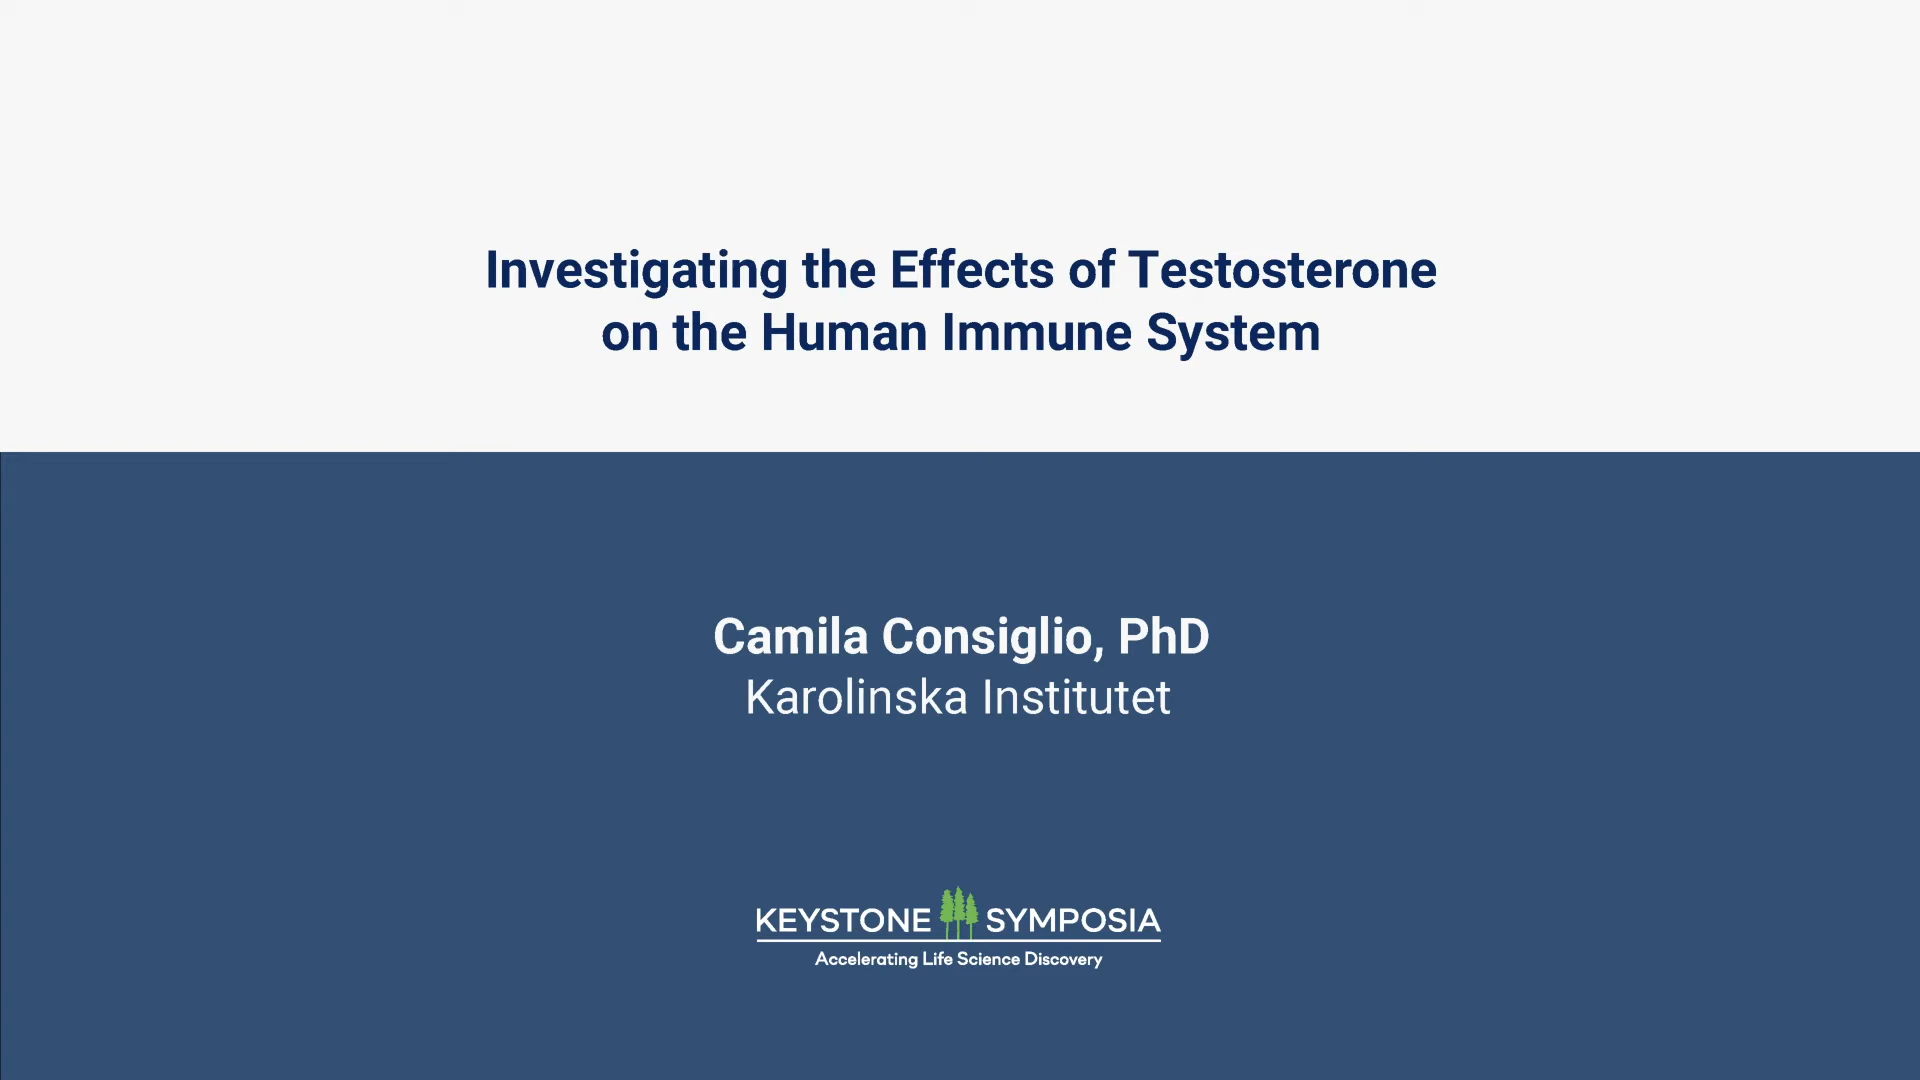 Investigating the Effects of Testosterone
on the Human Immune System
Camila Consiglio, PhD
Karolinska Institutet
KEYSTONE SYMPOSIA
Accelerating Life Science Discovery